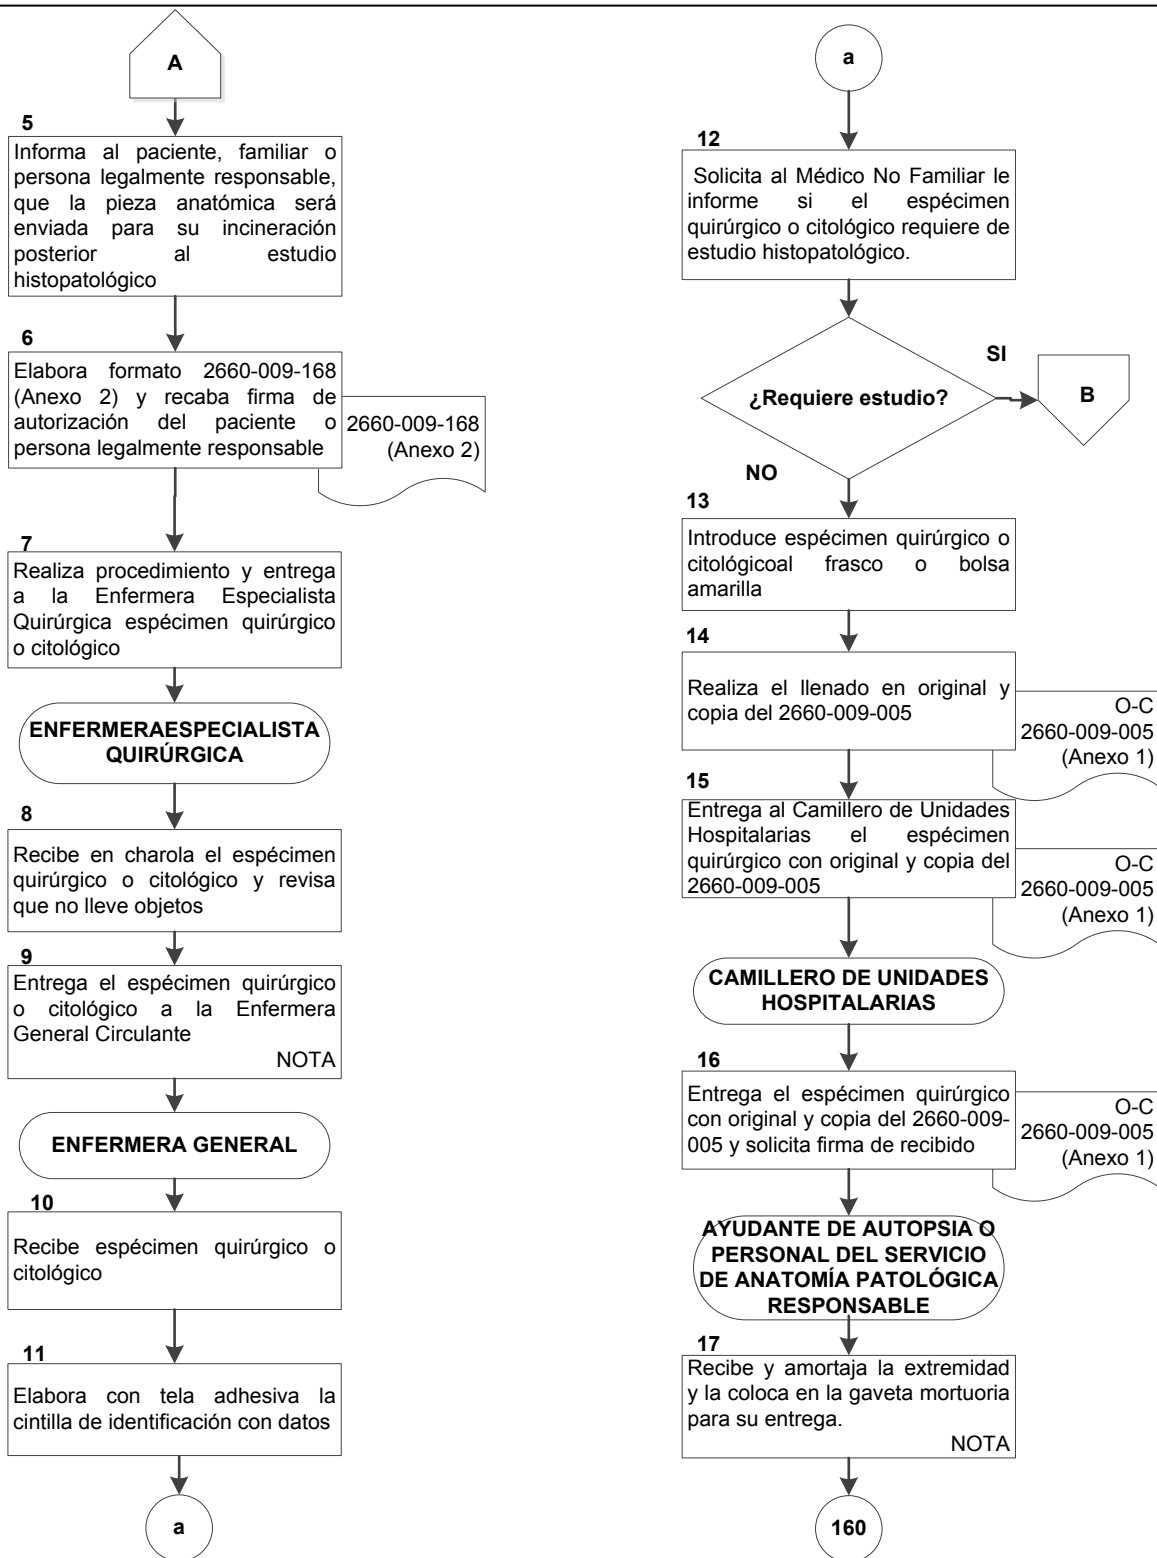 A
5
Informa al paciente, familiar o
persona legalmente responsable,
que la pieza anatómica será
enviada para su incineración
posterior al estudio
histopatológico
6
Elabora formato 2660-009-168
(Anexo 2) y recaba firma de
autorización del paciente o
persona legalmente responsable
2660-009-168
(Anexo 2)
7
Realiza procedimiento y entrega
a la Enfermera Especialista
Quirúrgica espécimen quirúrgico
o citológico
ENFERMERAESPECIALISTA
QUIRÚRGICA
8
Recibe en charola el espécimen
quirúrgico o citológico y revisa
que no lleve objetos
9
Entrega el espécimen quirúrgico
o citológico a la Enfermera
General Circulante
NOTA
ENFERMERA GENERAL
10
Recibe espécimen quirúrgico o
citológico
11
Elabora con tela adhesiva la
cintilla de identificación con datos
a
a
12
Solicita al Médico No Familiar le
informe si el espécimen
quirúrgico o citológico requiere de
estudio histopatológico.
¿Requiere estudio?
SI
B
NO
13
Introduce espécimen quirúrgico o
citológicoal frasco o bolsa
amarilla
14
Realiza el llenado en original y
copia del 2660-009-005
O-C
2660-009-005
(Anexo 1)
15
Entrega al Camillero de Unidades
Hospitalarias el espécimen
quirúrgico con original y copia del
2660-009-005
O-C
2660-009-005
(Anexo 1)
CAMILLERO DE UNIDADES
HOSPITALARIAS
16
Entrega el espécimen quirúrgico
con original y copia del 2660-009-
005 y solicita firma de recibido
O-C
2660-009-005
(Anexo 1)
AYUDANTE DE AUTOPSIA O
PERSONAL DEL SERVICIO
DE ANATOMÍA PATOLÓGICA
RESPONSABLE
17
Recibe y amortaja la extremidad
y la coloca en la gaveta mortuoria
para su entrega.
NOTA
160